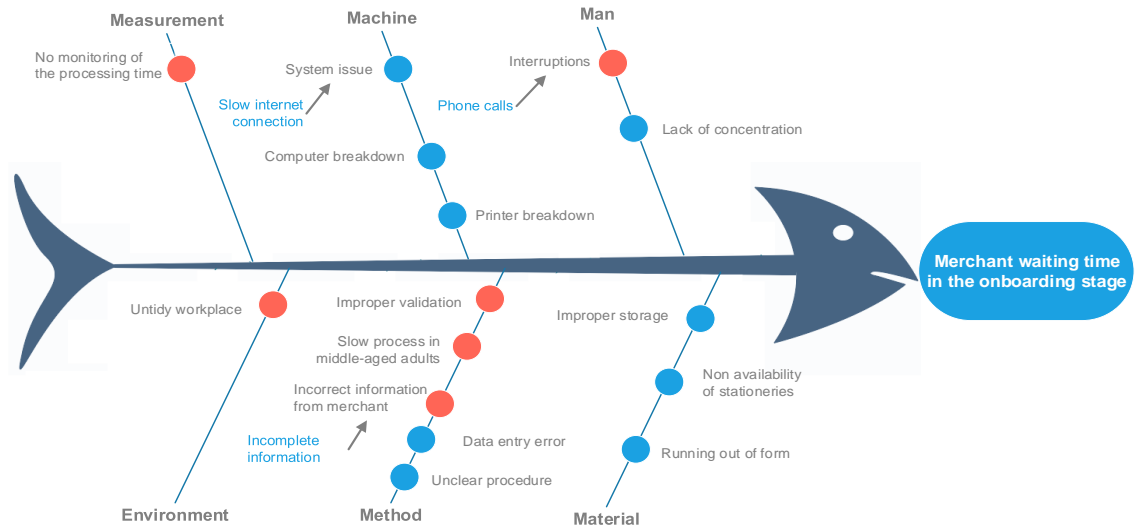 Measurement
Machine
Man
No monitoring of
the processing time
System issue
Slow internet
connection
Computer breakdown
Printer breakdown
Interruptions
Phone calls
Lack of concentration
Merchant waiting time
in the onboarding stage
Untidy workplace
Improper validation
Slow process in
middle-aged adults
Incorrect information
from merchant
Incomplete
information
Data entry error
Unclear procedure
Improper storage
Non availability
of stationeries
Running out of form
Environment
Method
Material